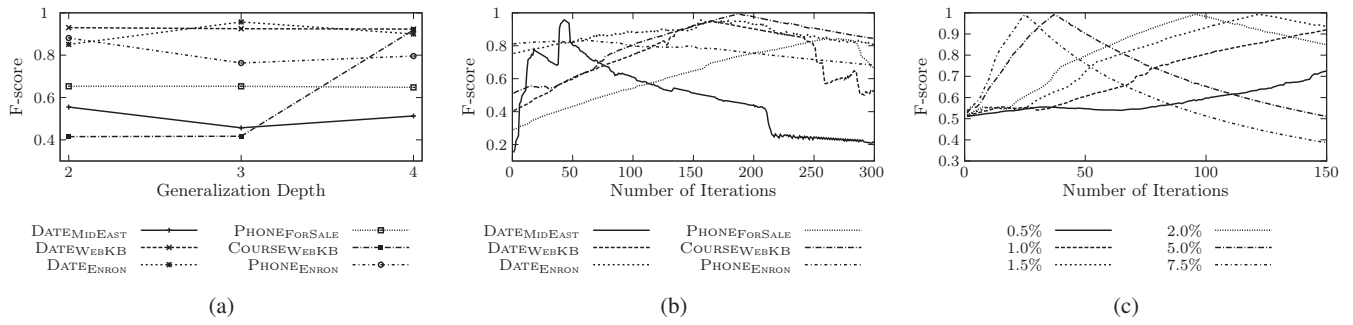 F-score
1
0.8
0.6
0.4
2
3
4
Generalization Depth
DATEMIDEAST
DATEWEBKB
DATEENRON
PHONEFORSALE
COURSEWEBKB
PHONEENRON
(a)
F-score
1
0.8
0.6
0.4
0.2
0
50
100
150
200
250
300
Number of Iterations
DATEMIDEAST
DATEWEBKB
DATEENRON
PHONEFORSALE
COURSEWEBKB
PHONEENRON
(b)
F-score
1
0.9
0.8
0.7
0.6
0.5
0.4
0.3
0
50
100
150
Number of Iterations
0.5%
1.0%
1.5%
2.0%
5.0%
7.5%
(c)